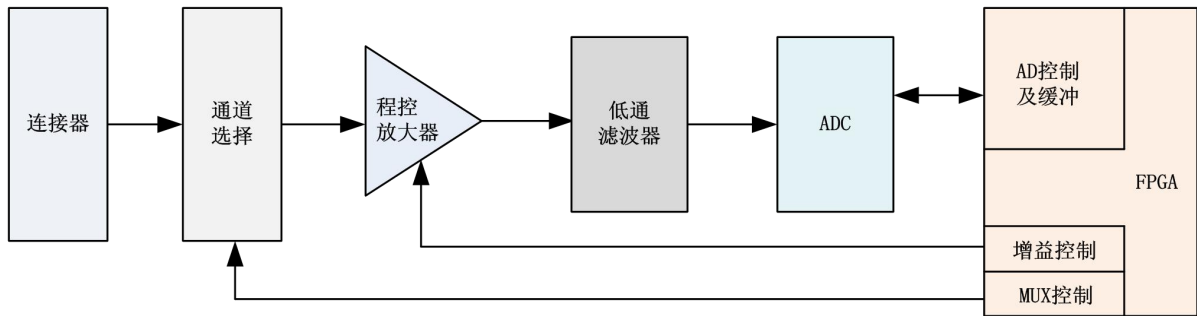 连接器
通道
选择
程控
放大器
低通
滤波器
ADC
AD控制
及缓冲
FPGA
增益控制
MUX控制